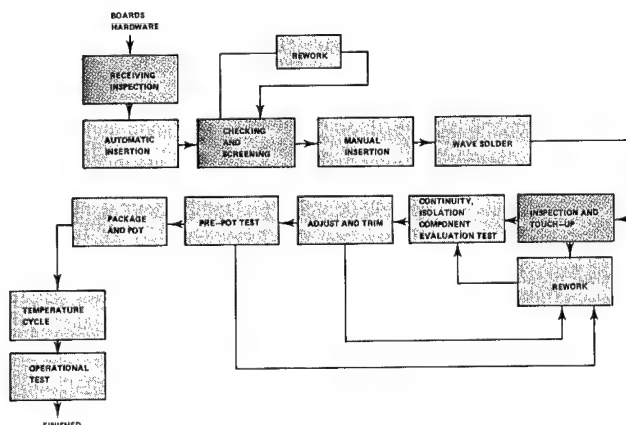 BOARDS
HARDWARE
RECEIVING
INSPECTION
REWORK
AUTOMATIC
INSERTION
CHECKING
AND
SCREENING
MANUAL
INSERTION
WAVE SOLDER
PACKAGE
AND POT
PRE-POT TEST
ADJUST AND TRIM
CONTINUITY,
ISOLATION
COMPONENT
EVALUATION TEST
INSPECTION AND
TOUCH-UP
REWORK
TEMPERATURE
CYCLE
OPERATIONAL
TEST
FINISHED